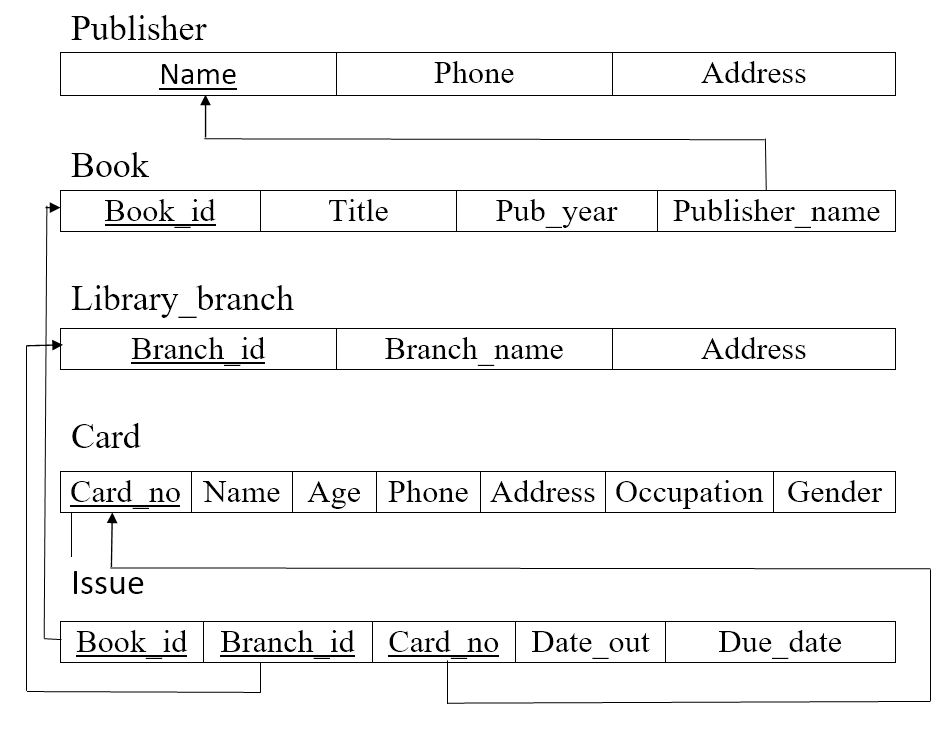 Publisher
Name Phone Address
Book
Book_id Title Pub_year Publisher_name
Library_branch
Branch_id Branch_name Address
Card
Card_no Name Age Phone Address Occupation Gender
Issue
Book_id Branch_id Card_no Date_out Due_date